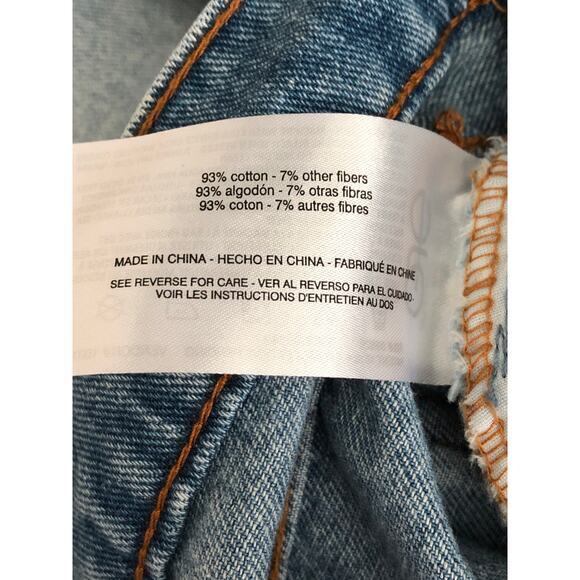 93% cotton - 7% other fibers
93% algodón - 7% otras fibras
93% coton - 7% autres fibres
MADE IN CHINA - HECHO EN CHINA - FABRIQUÉ EN CHINE
SEE REVERSE FOR CARE - VER AL REVERSO PARA EL CUIDADO -
VOIR LES INSTRUCTIONS D'ENTRETIEN AU DOS